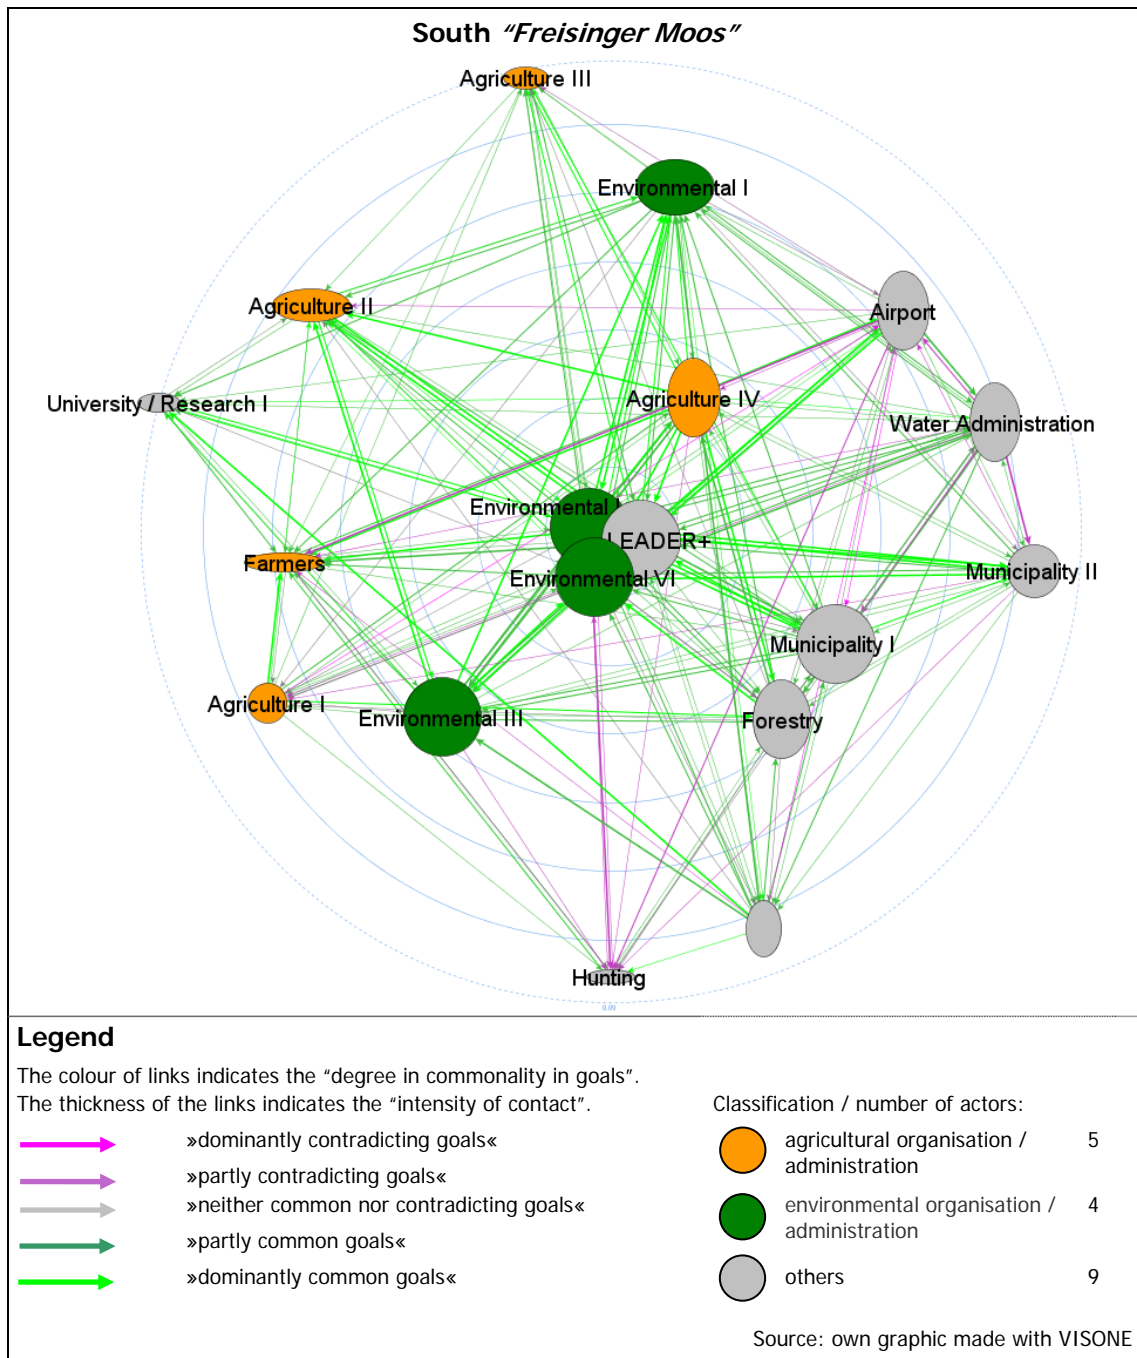 South “Freisinger Moos”
Agriculture III
Environmental I
Agriculture II
Airport
University / Research I
Agriculture IV
Water Administration
Environmental
LEADER+
Farmers
Environmental VI
Municipality II
Municipality I
Agriculture I
Environmental III
Forestry
Hunting
0.09
Legend
The colour of links indicates the “degree in commonality in goals”.
The thickness of the links indicates the “intensity of contact”.
Classification / number of actors:
»dominantly contradicting goals«
»partly contradicting goals«
»neither common nor contradicting goals«
»partly common goals«
»dominantly common goals«
agricultural organisation / 5
administration
environmental organisation / 4
administration
others 9
Source: own graphic made with VISONE